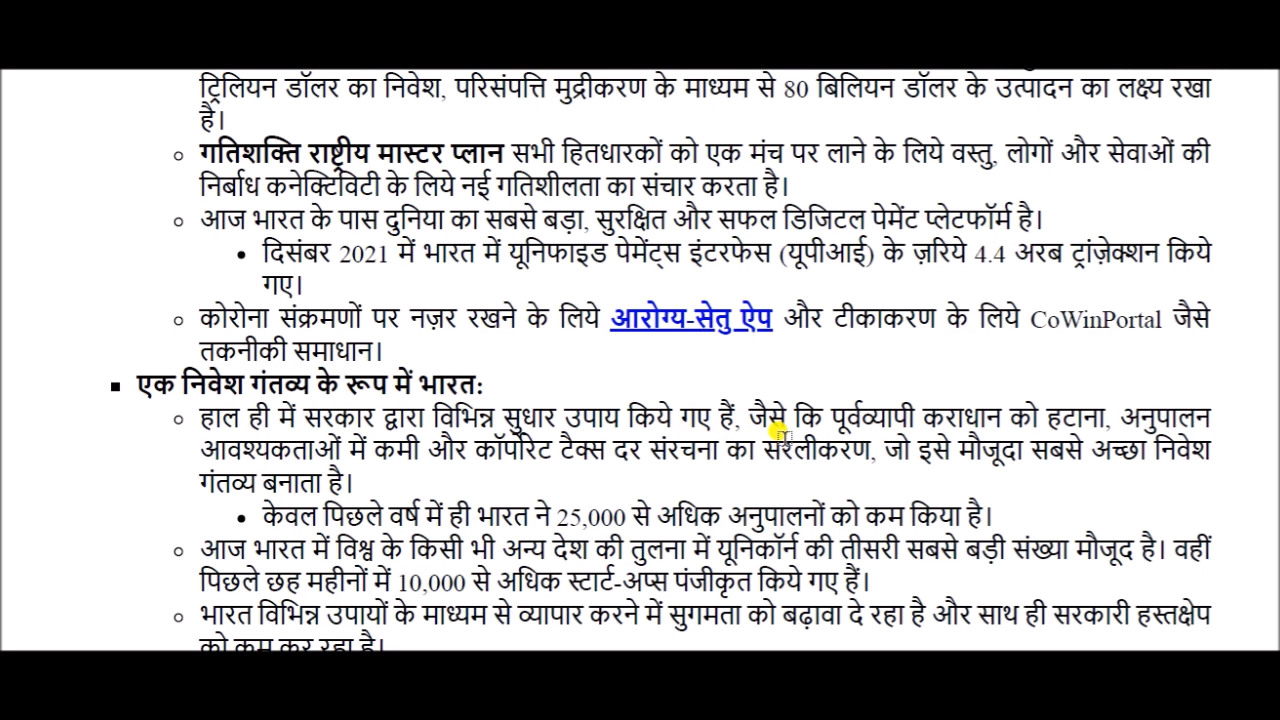 ट्रिलियन डॉलर का निवेश, परिसंपत्ति मुद्रीकरण के माध्यम से 80 बिलियन डॉलर के उत्पादन का लक्ष्य रखा
है।
गतिशक्ति राष्ट्रीय मास्टर प्लान सभी हितधारकों को एक मंच पर लाने के लिये वस्तु, लोगों और सेवाओं की
निर्बाध कनेक्टिविटी के लिये नई गतिशीलता का संचार करता है।
आज भारत के पास दुनिया का सबसे बड़ा, सुरक्षित और सफल डिजिटल पेमेंट प्लेटफॉर्म है।
दिसंबर 2021 में भारत में यूनिफाइड पेमेंट्स इंटरफेस (यूपीआई) के ज़रिये 4.4 अरब ट्रांज़ेक्शन किये
गए।
कोरोना संक्रमणों पर नज़र रखने के लिये आरोग्य-सेतु ऐप और टीकाकरण के लिये CoWinPortal जैसे
तकनीकी समाधान।
एक निवेश गंतव्य के रूप में भारत:
हाल ही में सरकार द्वारा विभिन्न सुधार उपाय किये गए हैं, जैसे कि पूर्वव्यापी कराधान को हटाना, अनुपालन
आवश्यकताओं में कमी और कॉर्पोरेट टैक्स दर संरचना का सरलीकरण, जो इसे मौजूदा सबसे अच्छा निवेश
गंतव्य बनाता है।
केवल पिछले वर्ष में ही भारत ने 25,000 से अधिक अनुपालनों को कम किया है।
आज भारत में विश्व के किसी भी अन्य देश की तुलना में यूनिकॉर्न की तीसरी सबसे बड़ी संख्या मौजूद है। वहीं
पिछले छह महीनों में 10,000 से अधिक स्टार्ट-अप्स पंजीकृत किये गए हैं।
भारत विभिन्न उपायों के माध्यम से व्यापार करने में सुगमता को बढ़ावा दे रहा है और साथ ही सरकारी हस्तक्षेप
को कम कर रहा है।